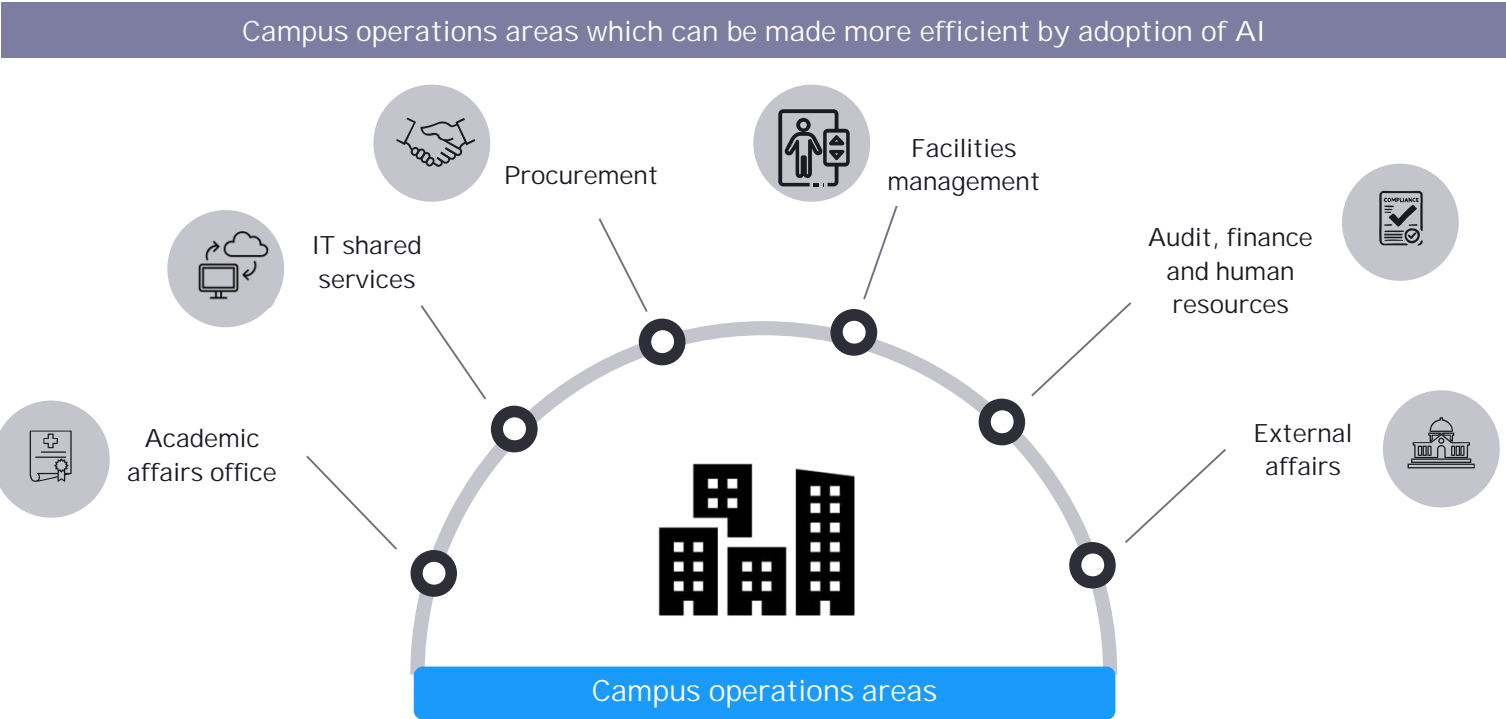 Campus operations areas which can be made more efficient by adoption of AI
Procurement
Facilities
management
IT shared
services
Audit, finance
and human
resources
COMPLIANCE
Academic
affairs office
External
affairs
Campus operations areas